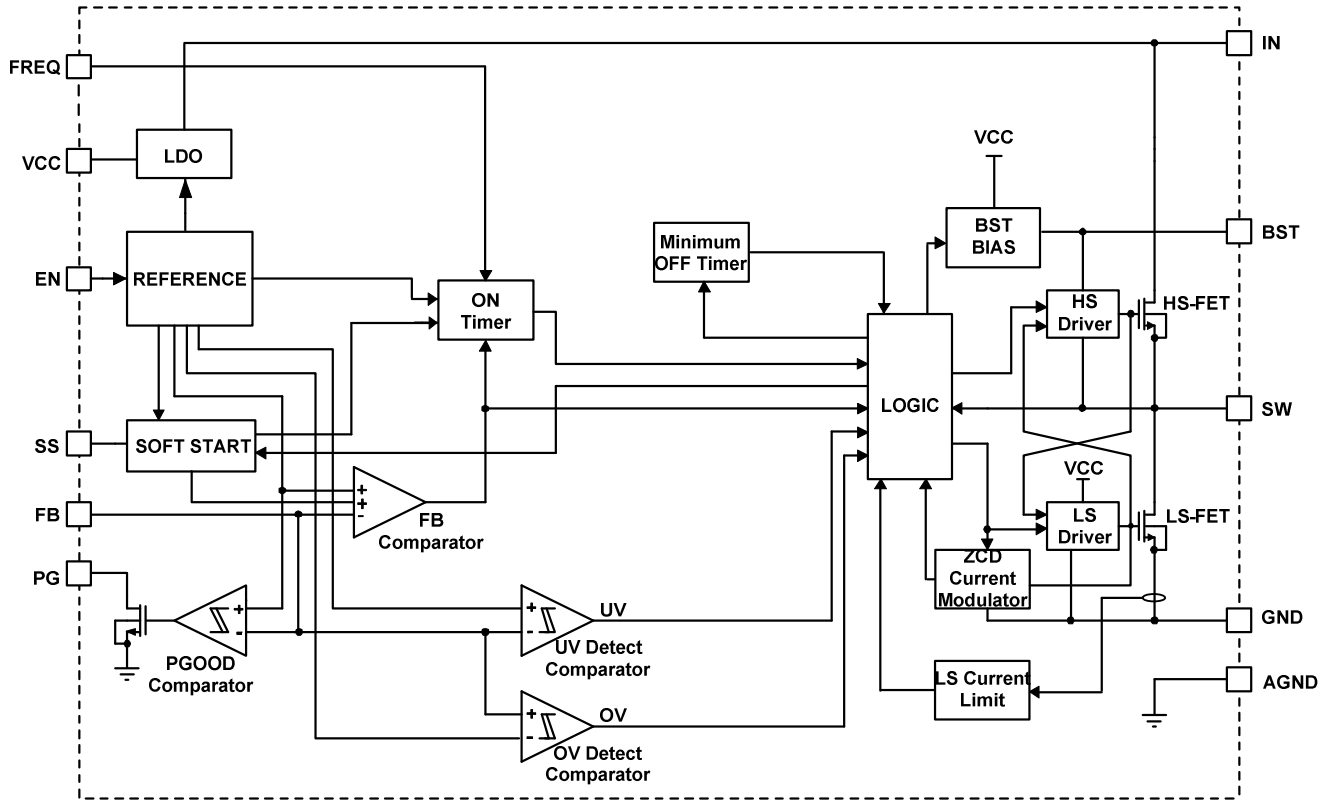 IN
FREQ
VCC
LDO
VCC
BST
BIAS
BST
Minimum
OFF Timer
EN
REFERENCE
ON
Timer
HS
Driver
HS-FET
LOGIC
SW
SS
SOFT START
VCC
+
+
-
FB
FB
Comparator
LS
Driver
LS-FET
ZCD
Current
Modulator
PG
+
-
PGOOD
Comparator
+
-
UV
UV Detect
Comparator
GND
LS Current
Limit
AGND
+
-
OV
OV Detect
Comparator